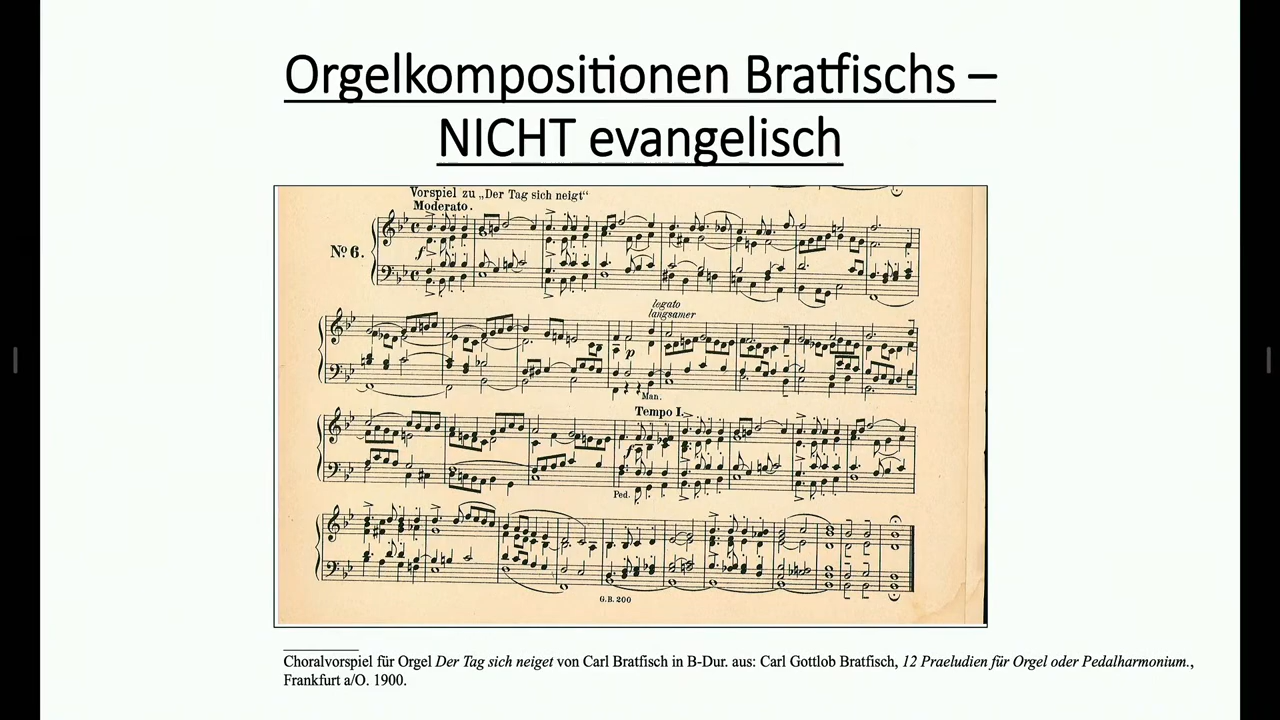 Orgelkompositionen Bratfischs –
NICHT evangelisch
Vorspiel zu „Der Tag sich neigt“
Moderato.
Nº 6.
f
legato
langsamer
p
Man.
Tempo I.
f
Ped.
G.B. 200
Choralvorspiel für Orgel Der Tag sich neiget von Carl Bratfisch in B-Dur. aus: Carl Gottlob Bratfisch, 12 Praeludien für Orgel oder Pedalharmonium.,
Frankfurt a/O. 1900.